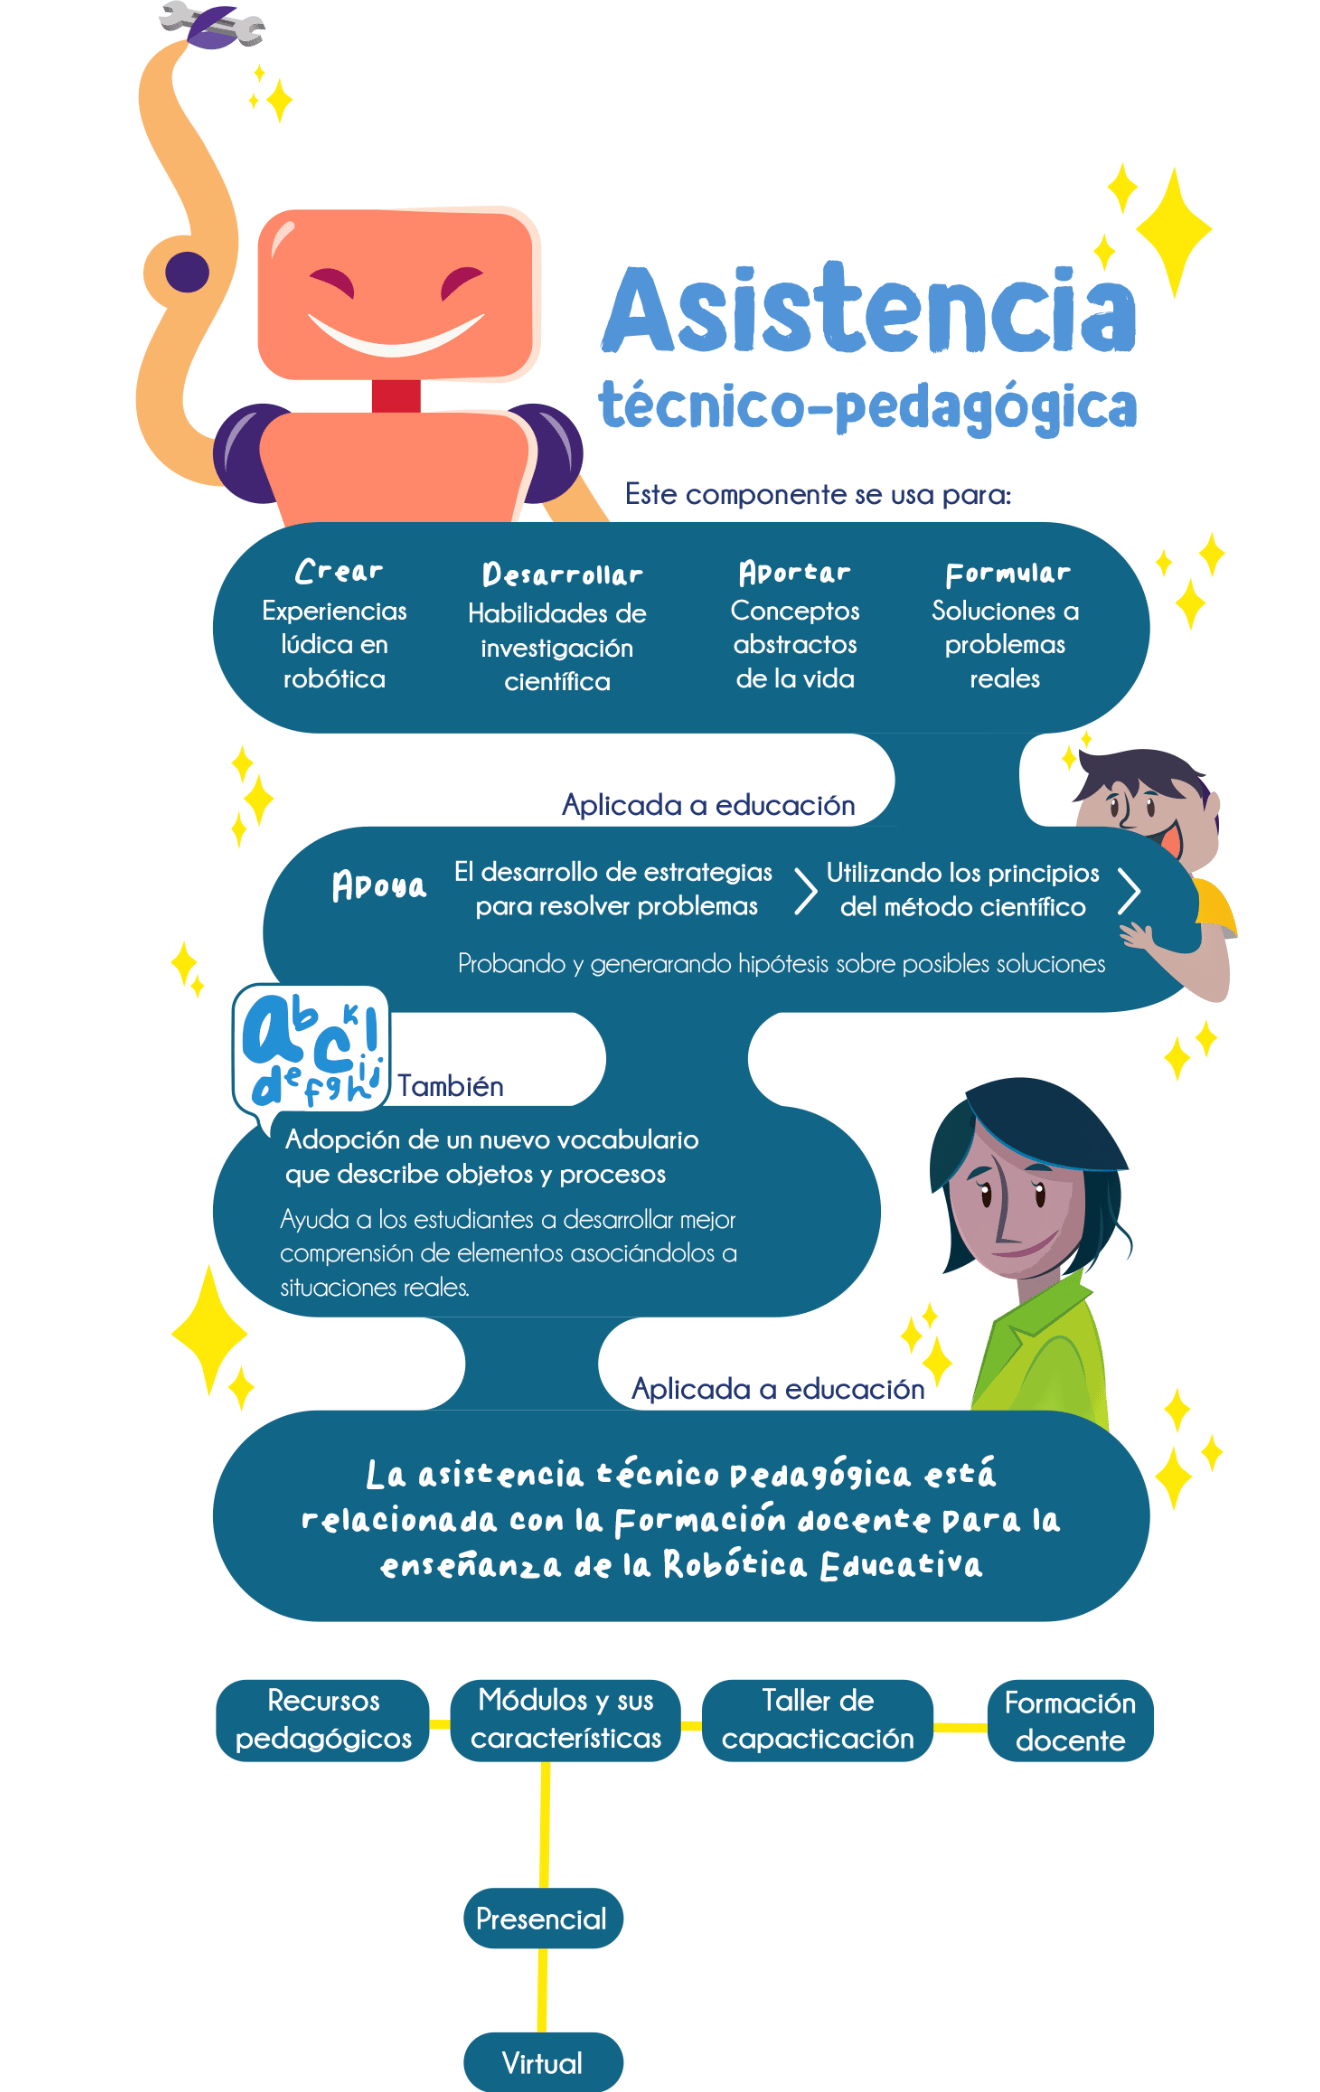 Asistencia
técnico-pedagógica
Este componente se usa para:
Crear
Experiencias
lúdica en
robótica
Desarrollar
Habilidades de
investigación
científica
Aportar
Conceptos
abstractos
de la vida
Formular
Soluciones a
problemas
reales
Aplicada a educación
Apoya
El desarrollo de estrategias
para resolver problemas
Utilizando los principios
del método científico
Probando y generarando hipótesis sobre posibles soluciones
a b c k l
d e f g h i j
También
Adopción de un nuevo vocabulario
que describe objetos y procesos
Ayuda a los estudiantes a desarrollar mejor
comprensión de elementos asociándolos a
situaciones reales.
Aplicada a educación
La asistencia técnico pedagógica está
relacionada con la Formación docente para la
enseñanza de la Robótica Educativa
Recursos
pedagógicos
Módulos y sus
características
Taller de
capacticación
Formación
docente
Presencial
Virtual